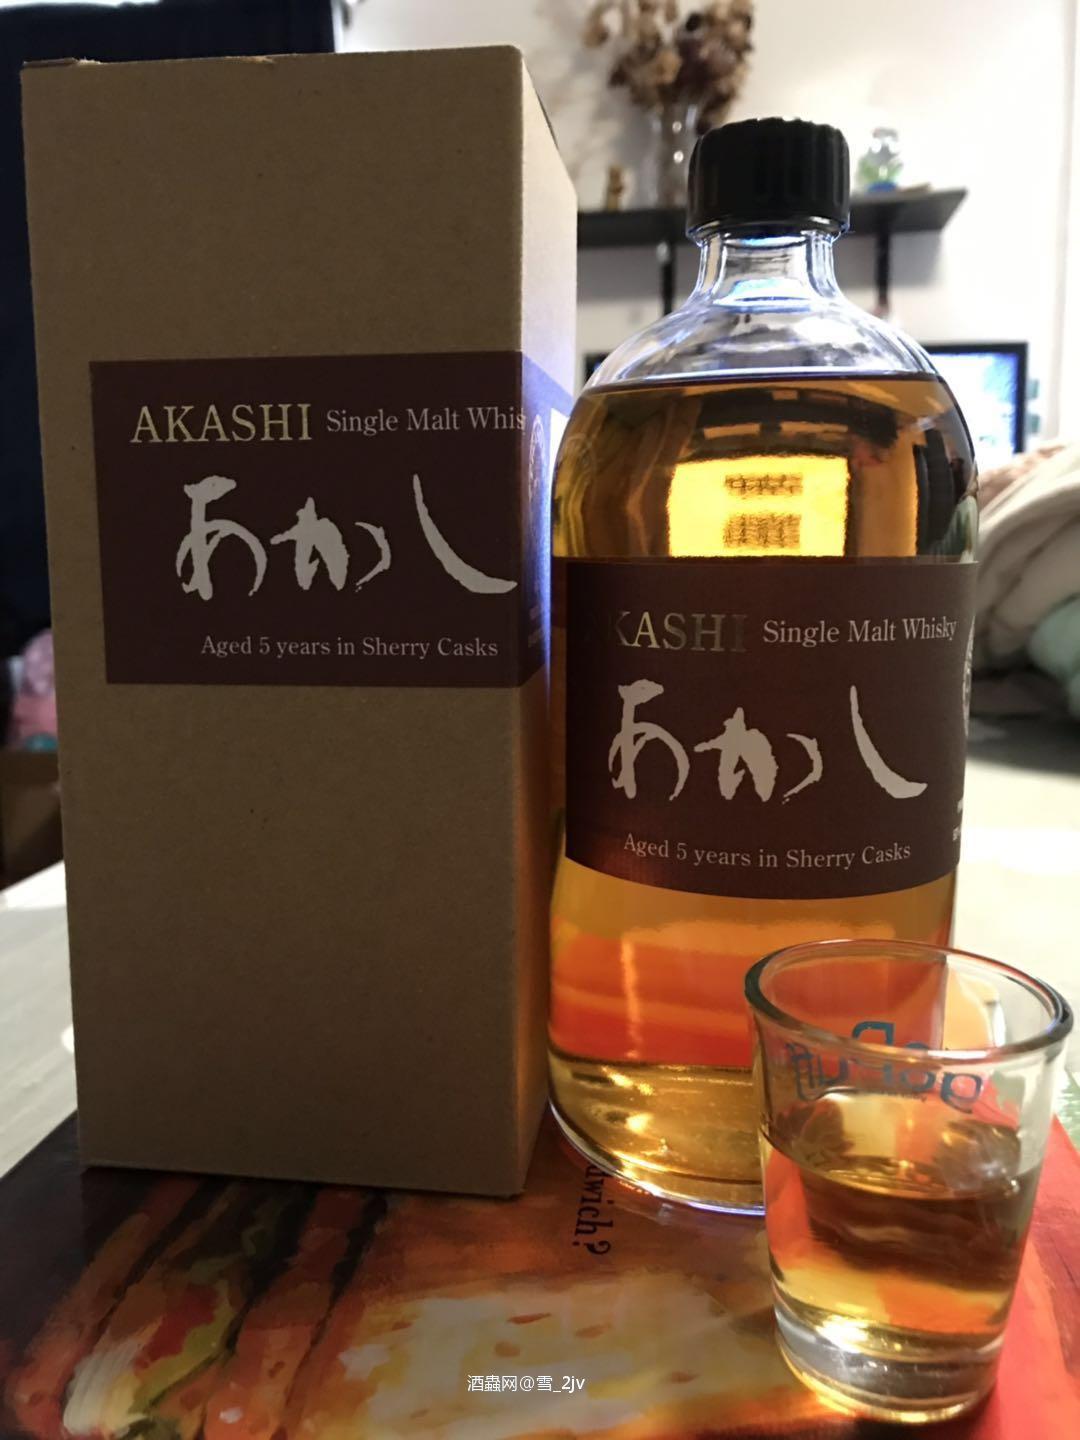 AKASHI Single Malt Whis
あかし
Aged 5 years in Sherry Casks
AKASHI Single Malt Whisky
あかし
Aged 5 years in Sherry Casks
dwich?
酒蟲网@雪_2jv